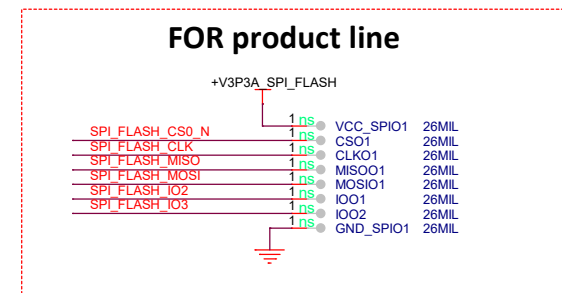 FOR product line
+V3P3A_SPI_FLASH
1 ns VCC_SPIO1 26MIL
SPI_FLASH_CS0_N 1 ns CSO1 26MIL
SPI_FLASH_CLK 1 ns CLKO1 26MIL
SPI_FLASH_MISO 1 ns MISOO1 26MIL
SPI_FLASH_MOSI 1 ns MOSIO1 26MIL
SPI_FLASH_IO2 1 ns IOO1 26MIL
SPI_FLASH_IO3 1 ns IOO2 26MIL
1 ns GND_SPIO1 26MIL